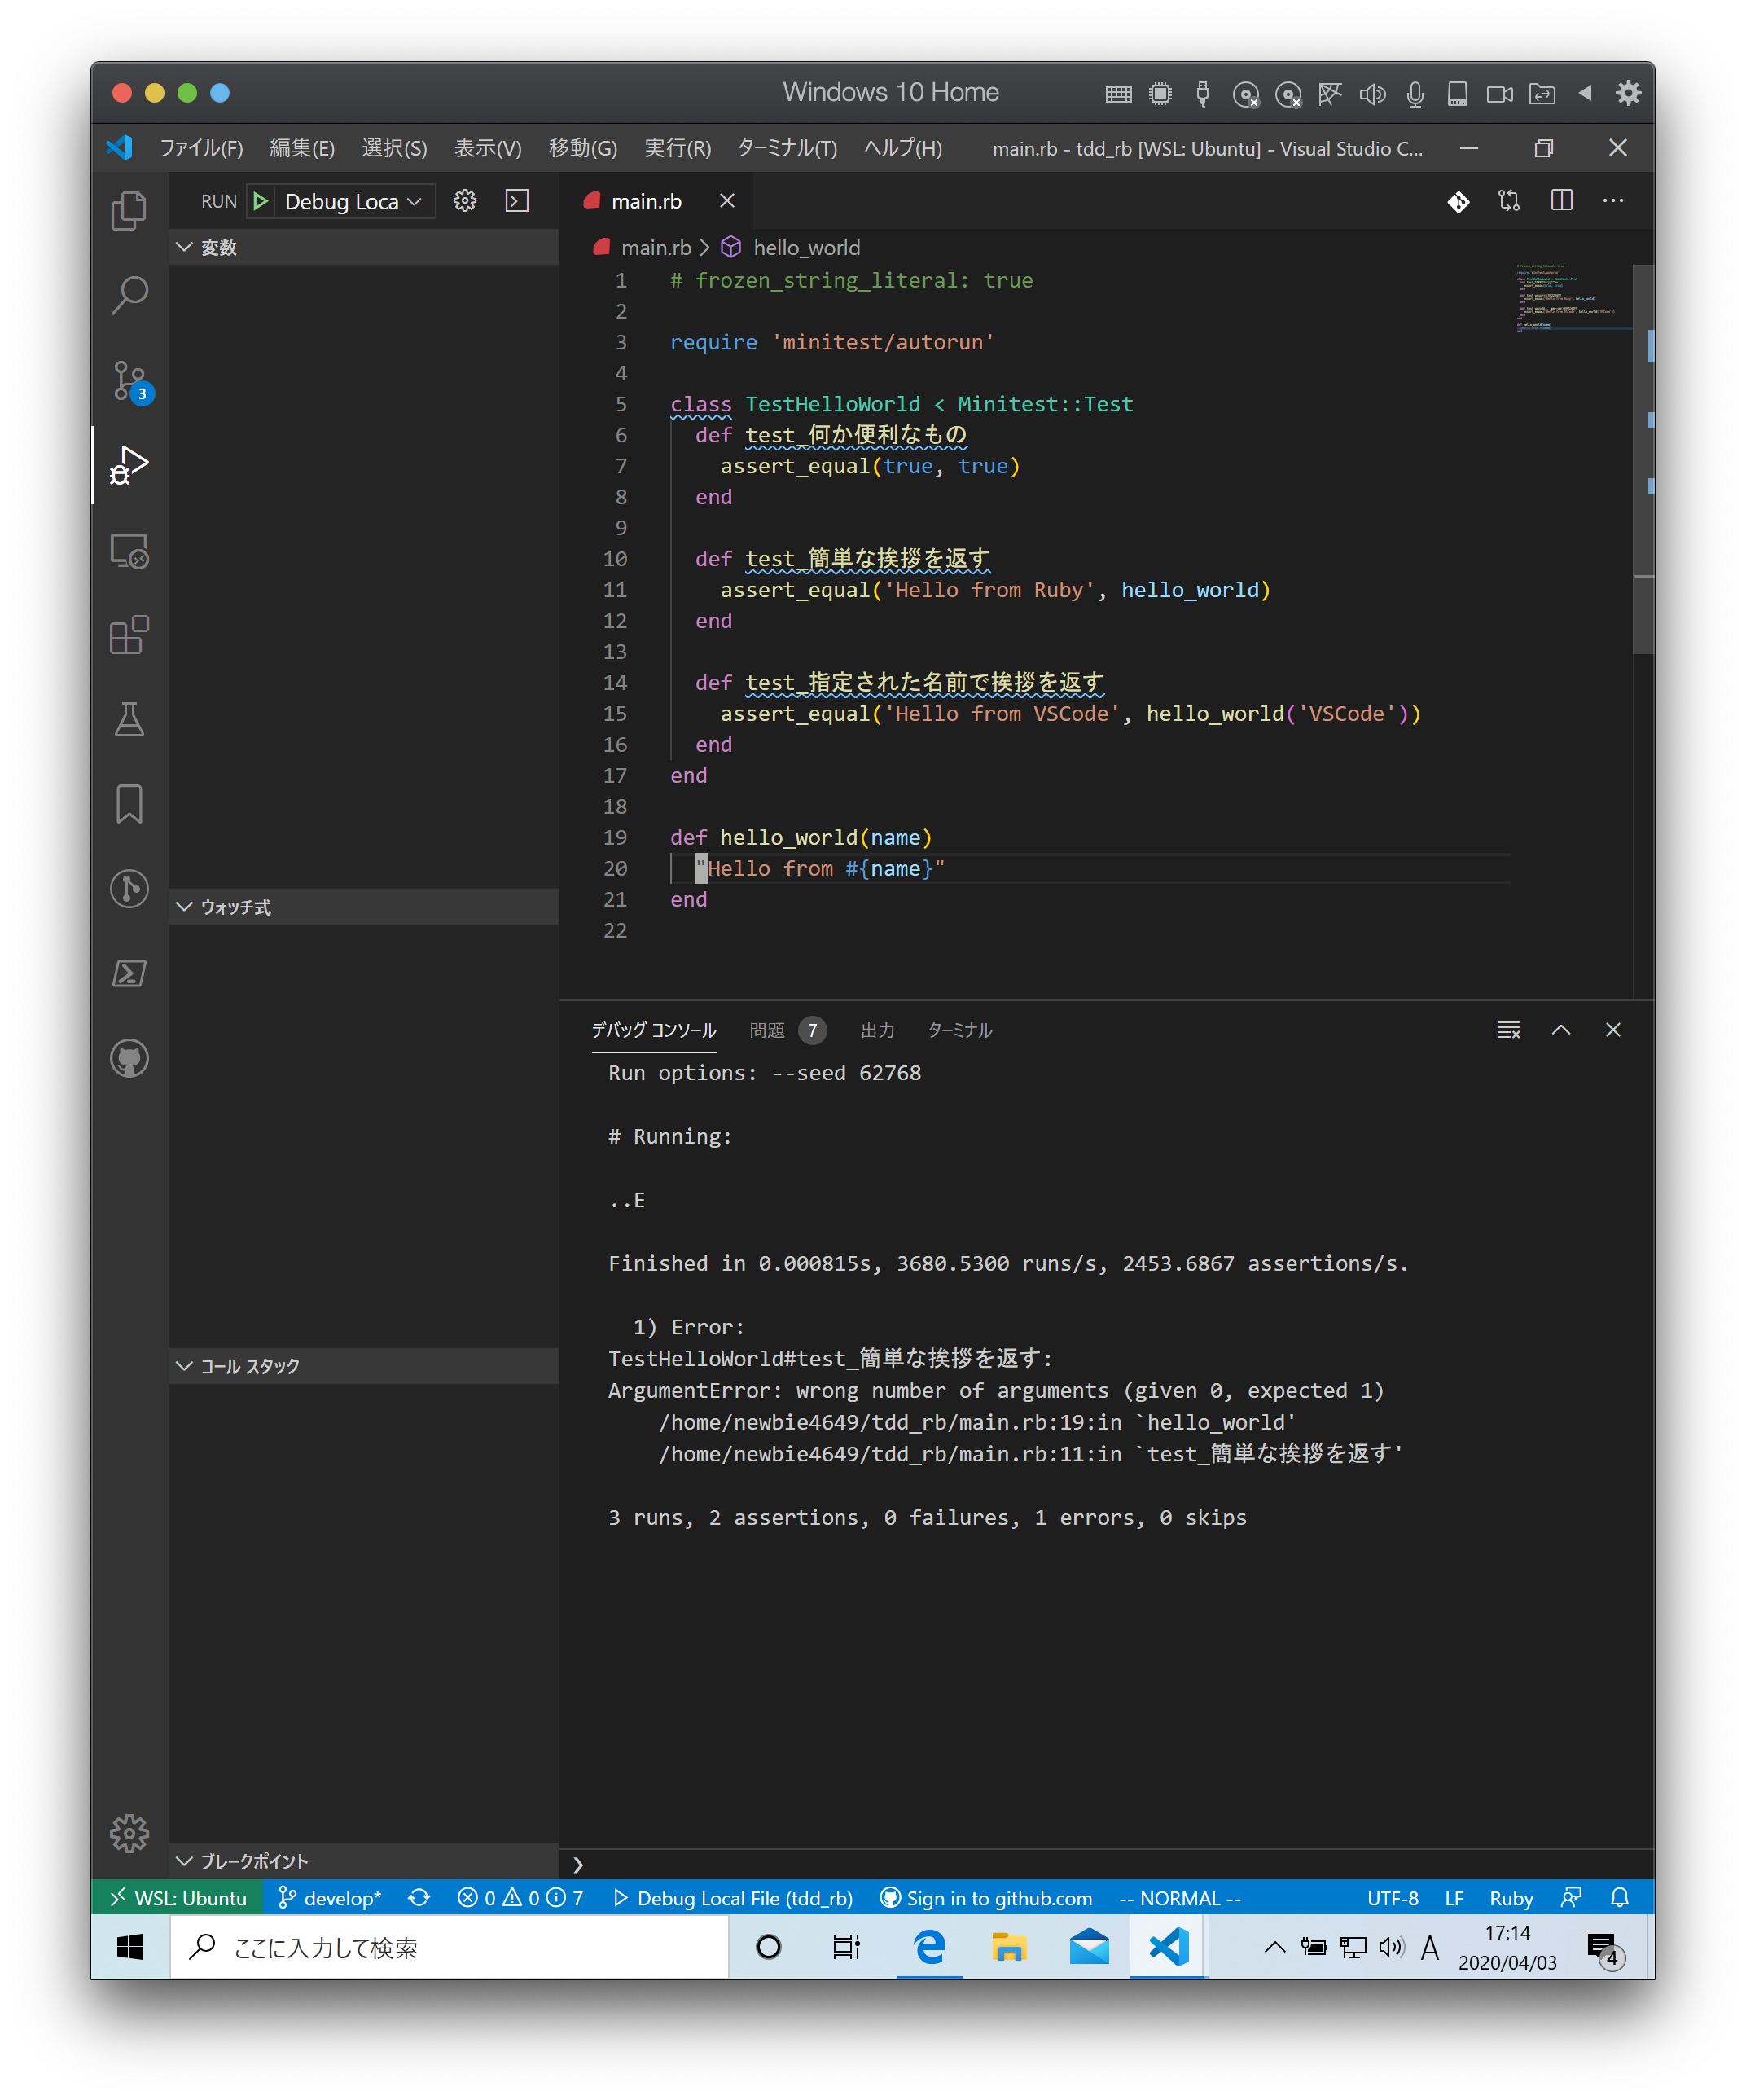 Windows 10 Home
ファイル(F) 編集(E) 選択(S) 表示(V) 移動(G) 実行(R) ターミナル(T) ヘルプ(H) main.rb - tdd_rb [WSL: Ubuntu] - Visual Studio C...
RUN Debug Loca
main.rb
変数
main.rb > hello_world
1 # frozen_string_literal: true
2
3 require 'minitest/autorun'
4
5 class TestHelloWorld < Minitest::Test
6 def test_何か便利なもの
7 assert_equal(true, true)
8 end
9
10 def test_簡単な挨拶を返す
11 assert_equal('Hello from Ruby', hello_world)
12 end
13
14 def test_指定された名前で挨拶を返す
15 assert_equal('Hello from VSCode', hello_world('VSCode'))
16 end
17 end
18
19 def hello_world(name)
20 "Hello from #{name}"
21 end
22
3
ウォッチ式
コール スタック
ブレークポイント
デバッグ コンソール 問題 7 出力 ターミナル
Run options: --seed 62768
# Running:
..E
Finished in 0.000815s, 3680.5300 runs/s, 2453.6867 assertions/s.
1) Error:
TestHelloWorld#test_簡単な挨拶を返す:
ArgumentError: wrong number of arguments (given 0, expected 1)
/home/newbie4649/tdd_rb/main.rb:19:in `hello_world'
/home/newbie4649/tdd_rb/main.rb:11:in `test_簡単な挨拶を返す'
3 runs, 2 assertions, 0 failures, 1 errors, 0 skips
WSL: Ubuntu develop* 0 0 7 Debug Local File (tdd_rb) Sign in to github.com -- NORMAL -- UTF-8 LF Ruby
ここに入力して検索
A
17:14
2020/04/03
4